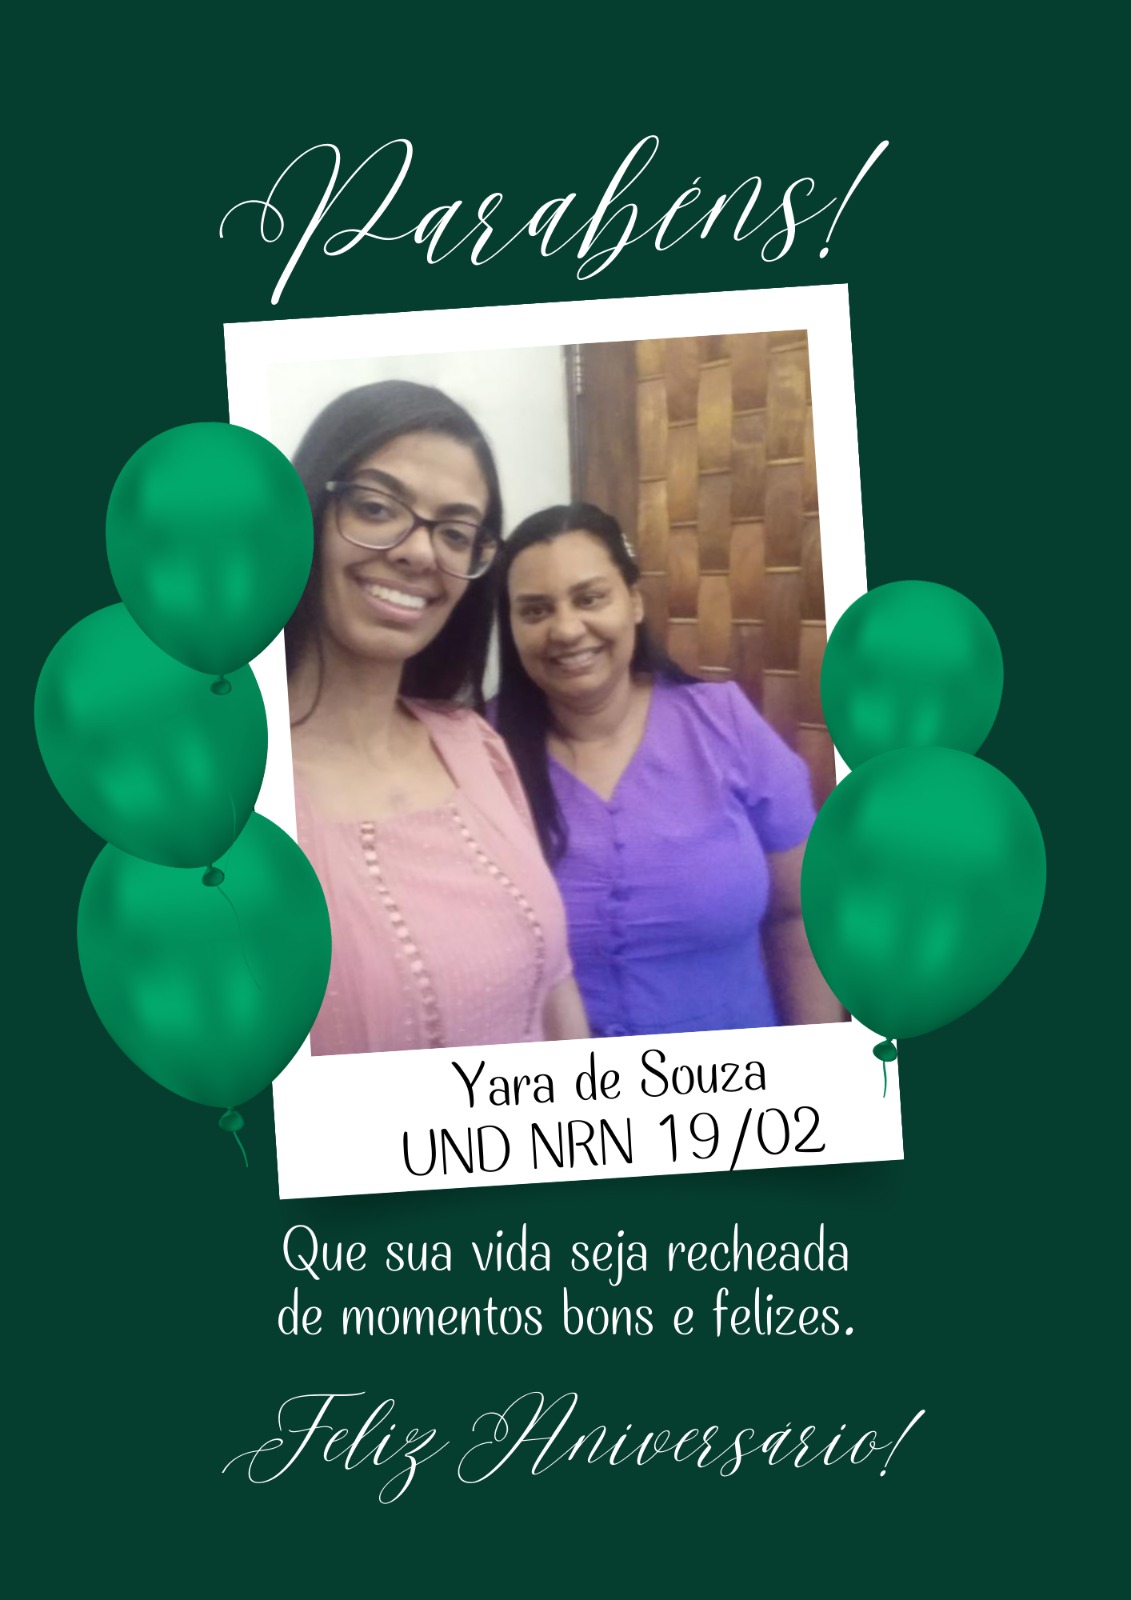 Parabéns!
Yara de Souza
UND NRN 19/02
Que sua vida seja recheada
de momentos bons e felizes.
Feliz Aniversário!